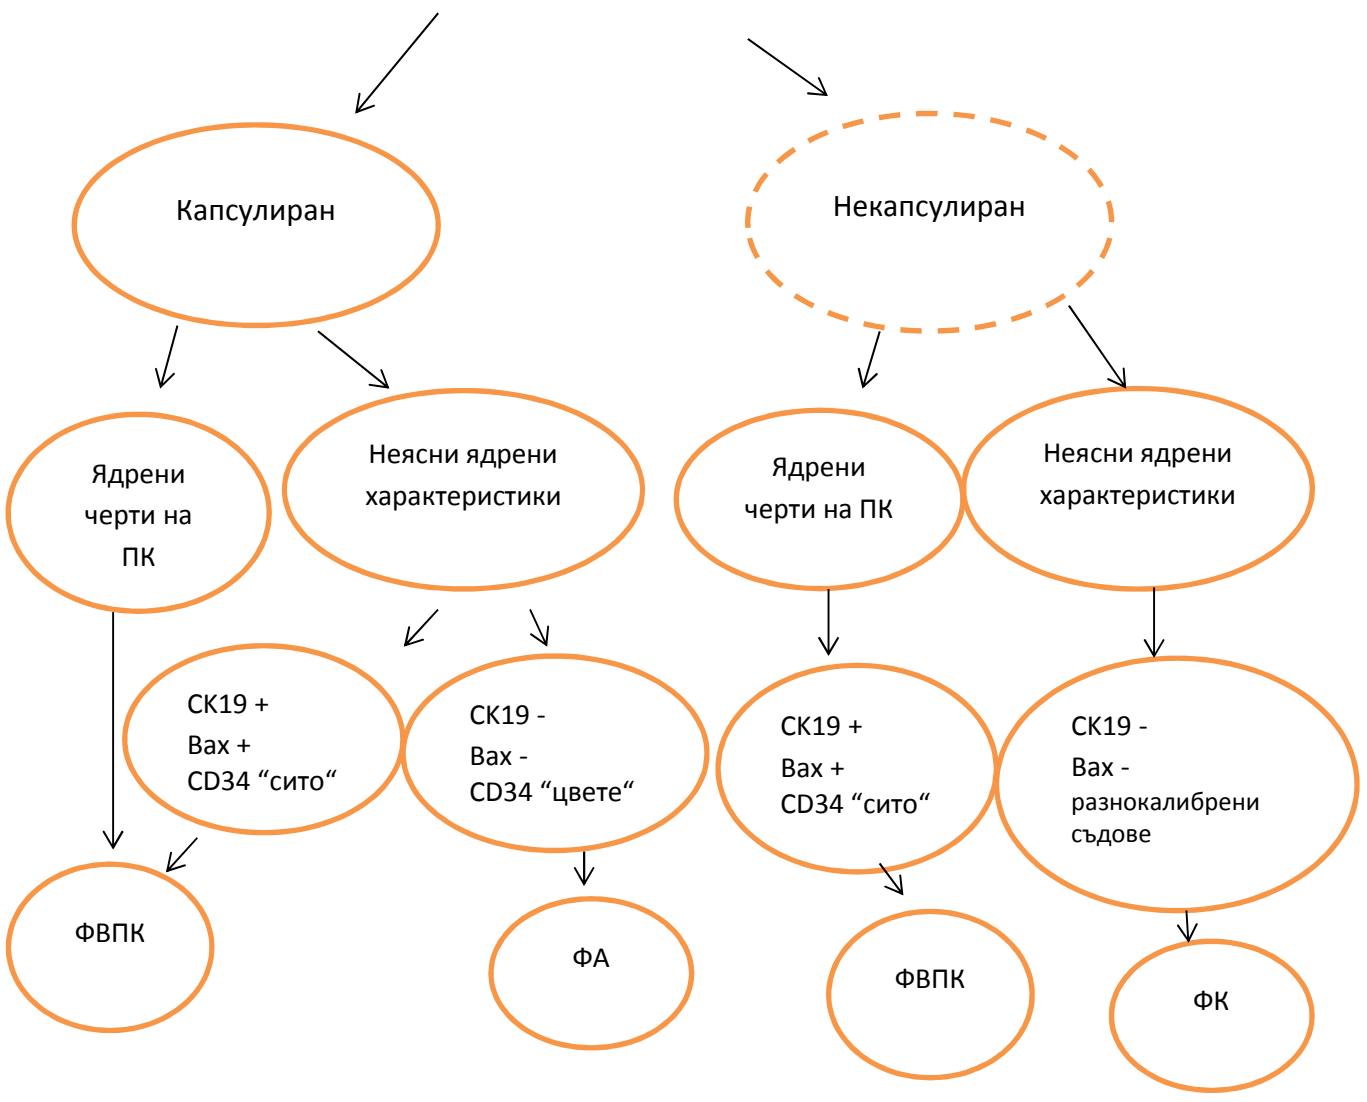 Капсулиран
Некапсулиран
Ядрени
черти на
ПК
Неясни ядрени
характеристики
Ядрени
черти на ПК
Неясни ядрени
характеристики
CK19 +
Bax +
CD34 “сито“
CK19 -
Bax -
CD34 “цвете“
CK19 +
Bax +
CD34 “сито“
CK19 -
Bax -
разнокалибрени
съдове
ФВПК
ФА
ФВПК
ФК